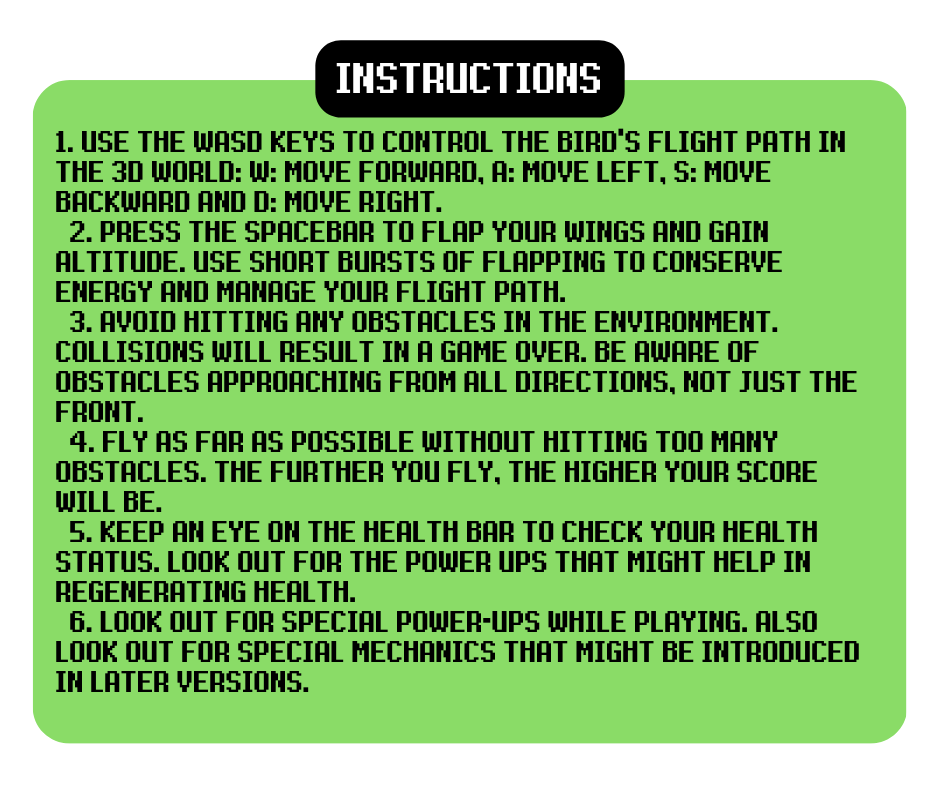 INSTRUCTIONS
1. USE THE WASD KEYS TO CONTROL THE BIRD'S FLIGHT PATH IN
THE 3D WORLD: W: MOVE FORWARD, A: MOVE LEFT, S: MOVE
BACKWARD AND D: MOVE RIGHT.
2. PRESS THE SPACEBAR TO FLAP YOUR WINGS AND GAIN
ALTITUDE. USE SHORT BURSTS OF FLAPPING TO CONSERVE
ENERGY AND MANAGE YOUR FLIGHT PATH.
3. AVOID HITTING ANY OBSTACLES IN THE ENVIRONMENT.
COLLISIONS WILL RESULT IN A GAME OVER. BE AWARE OF
OBSTACLES APPROACHING FROM ALL DIRECTIONS, NOT JUST THE
FRONT.
4. FLY AS FAR AS POSSIBLE WITHOUT HITTING TOO MANY
OBSTACLES. THE FURTHER YOU FLY, THE HIGHER YOUR SCORE
WILL BE.
5. KEEP AN EYE ON THE HEALTH BAR TO CHECK YOUR HEALTH
STATUS. LOOK OUT FOR THE POWER UPS THAT MIGHT HELP IN
REGENERATING HEALTH.
6. LOOK OUT FOR SPECIAL POWER-UPS WHILE PLAYING. ALSO
LOOK OUT FOR SPECIAL MECHANICS THAT MIGHT BE INTRODUCED
IN LATER VERSIONS.